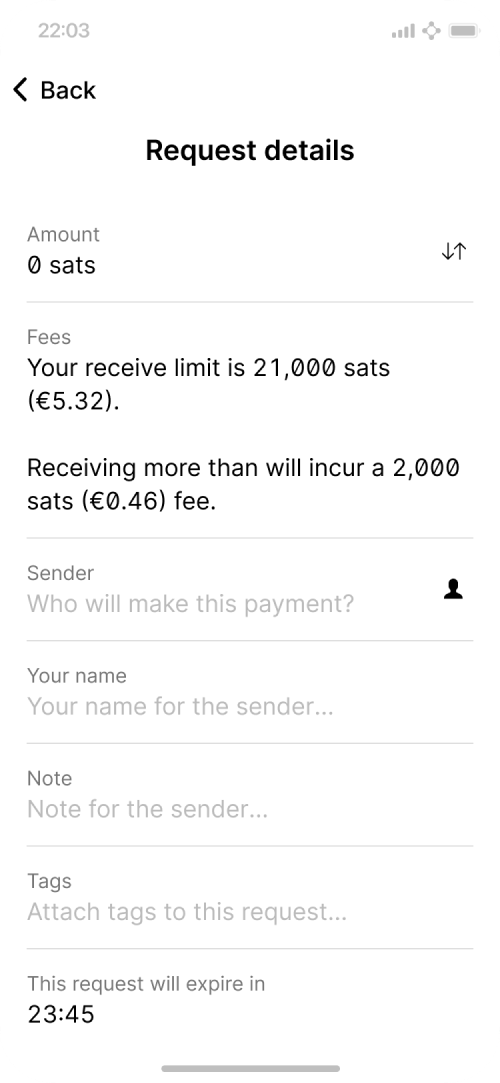 22:03
Back
Request details
Amount
0 sats
Fees
Your receive limit is 21,000 sats
(€5.32).
Receiving more than will incur a 2,000
sats (€0.46) fee.
Sender
Who will make this payment?
Your name
Your name for the sender...
Note
Note for the sender...
Tags
Attach tags to this request...
This request will expire in
23:45